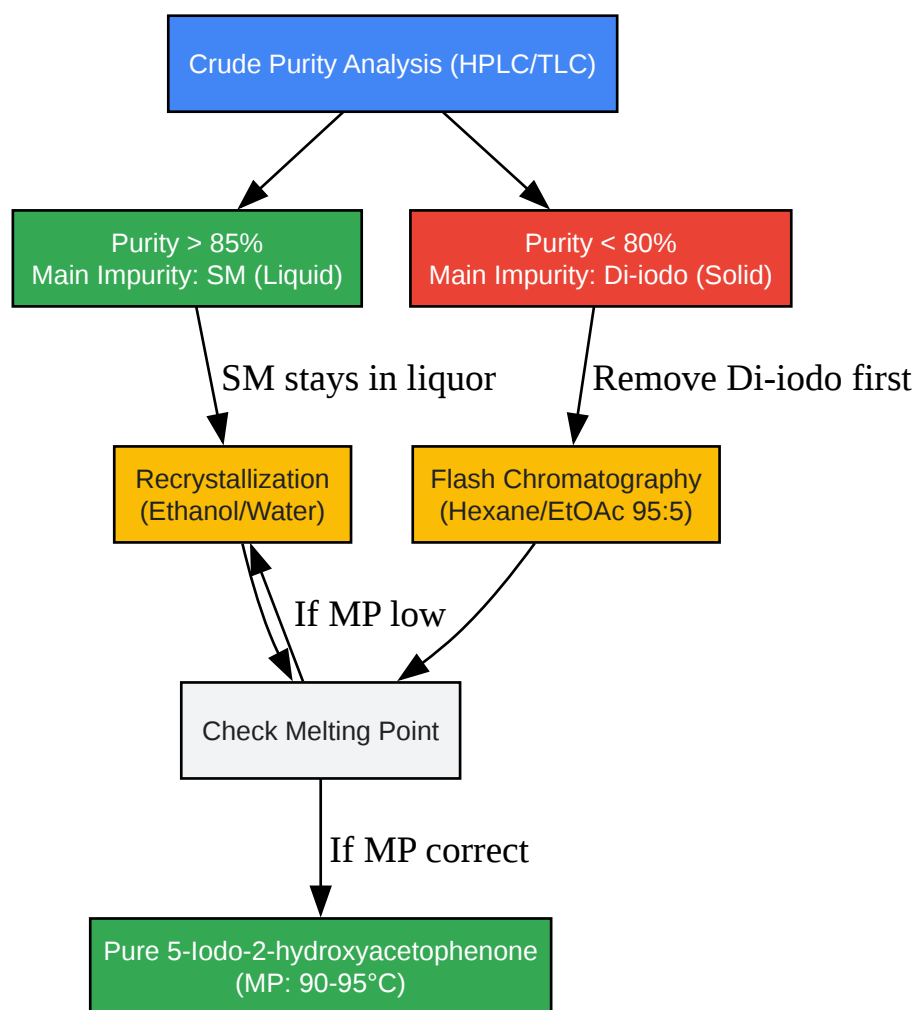 Crude Purity Analysis (HPLC/TLC)
Purity > 85%
Main Impurity: SM (Liquid)
Purity < 80%
Main Impurity: Di-iodo (Solid)
SM stays in liquor
Remove Di-iodo first
Recrystallization
(Ethanol/Water)
Flash Chromatography
(Hexane/EtOAc 95:5)
If MP low
Check Melting Point
If MP correct
Pure 5-Iodo-2-hydroxyacetophenone
(MP: 90-95°C)